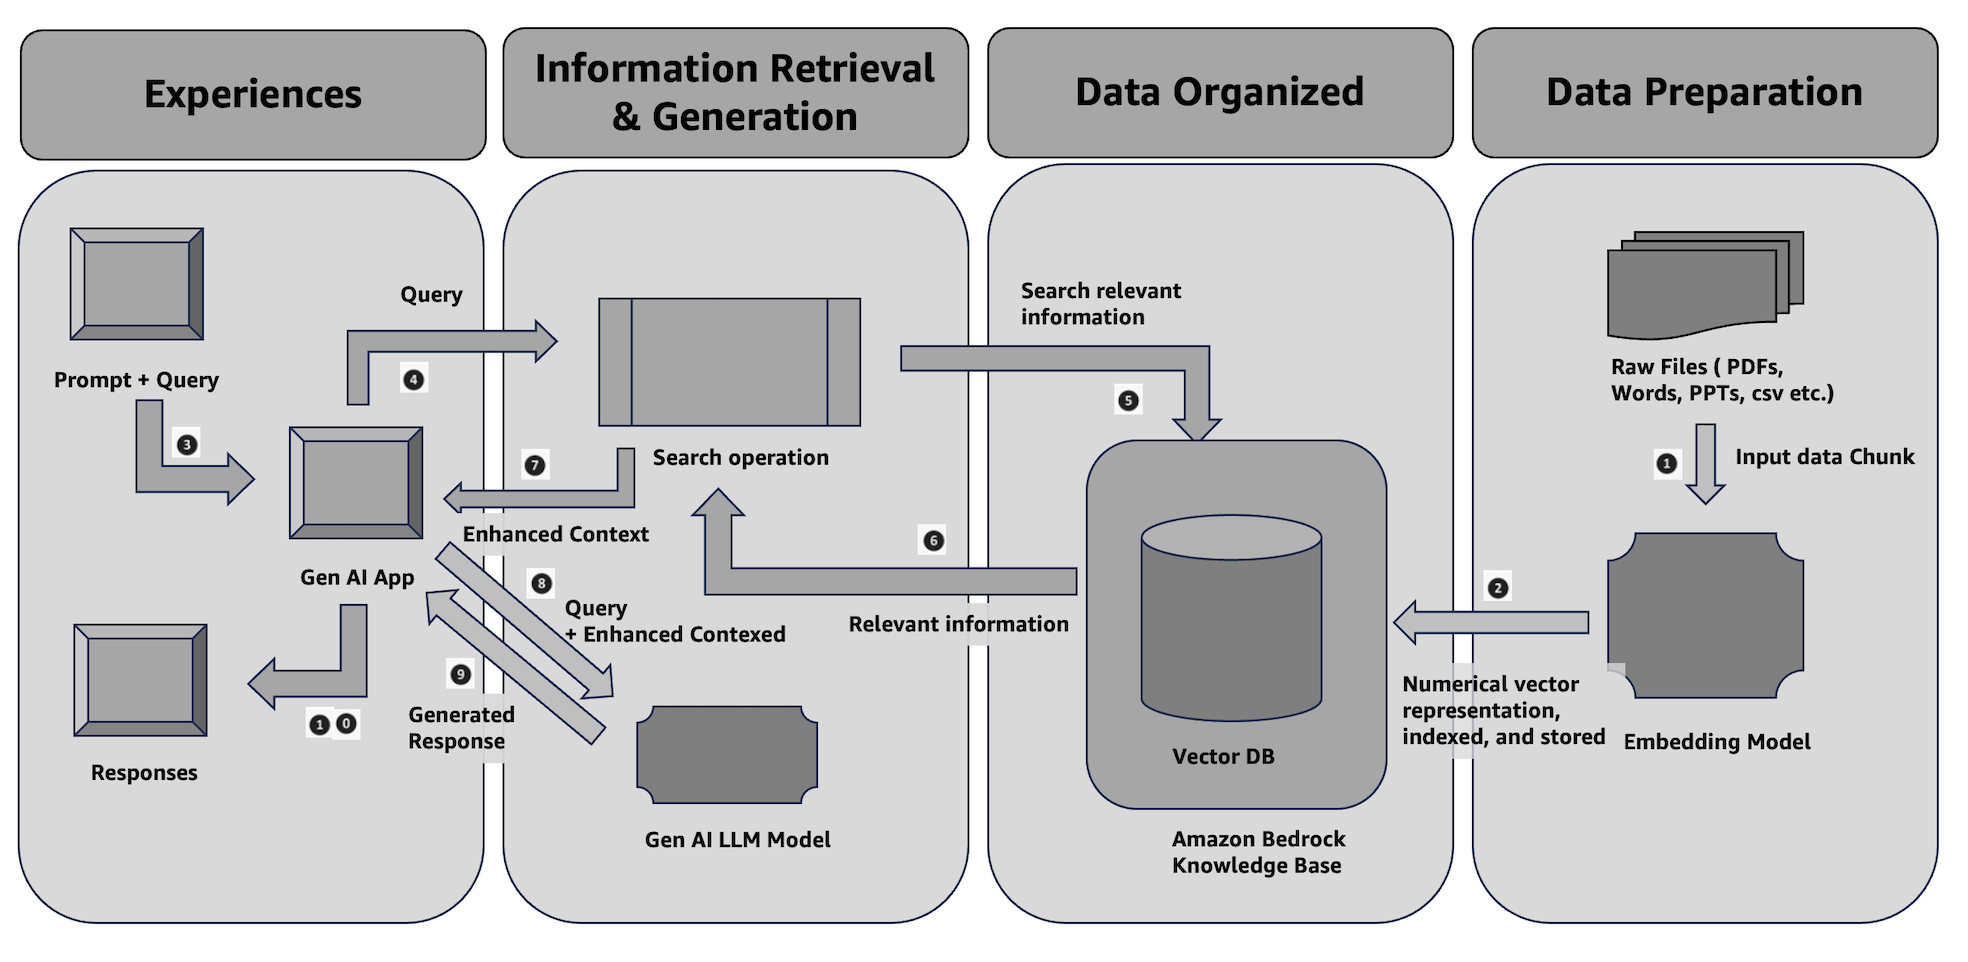 Experiences
Information Retrieval
& Generation
Data Organized
Data Preparation
Prompt + Query
3
Query
4
Gen AI App
Responses
1 0
Search operation
7
Enhanced Context
8
Query
+ Enhanced Contexed
9
Generated
Response
Gen AI LLM Model
Search relevant
information
5
6
Relevant information
Vector DB
Amazon Bedrock
Knowledge Base
Raw Files ( PDFs,
Words, PPTs, csv etc.)
1
Input data Chunk
2
Numerical vector
representation,
indexed, and stored
Embedding Model